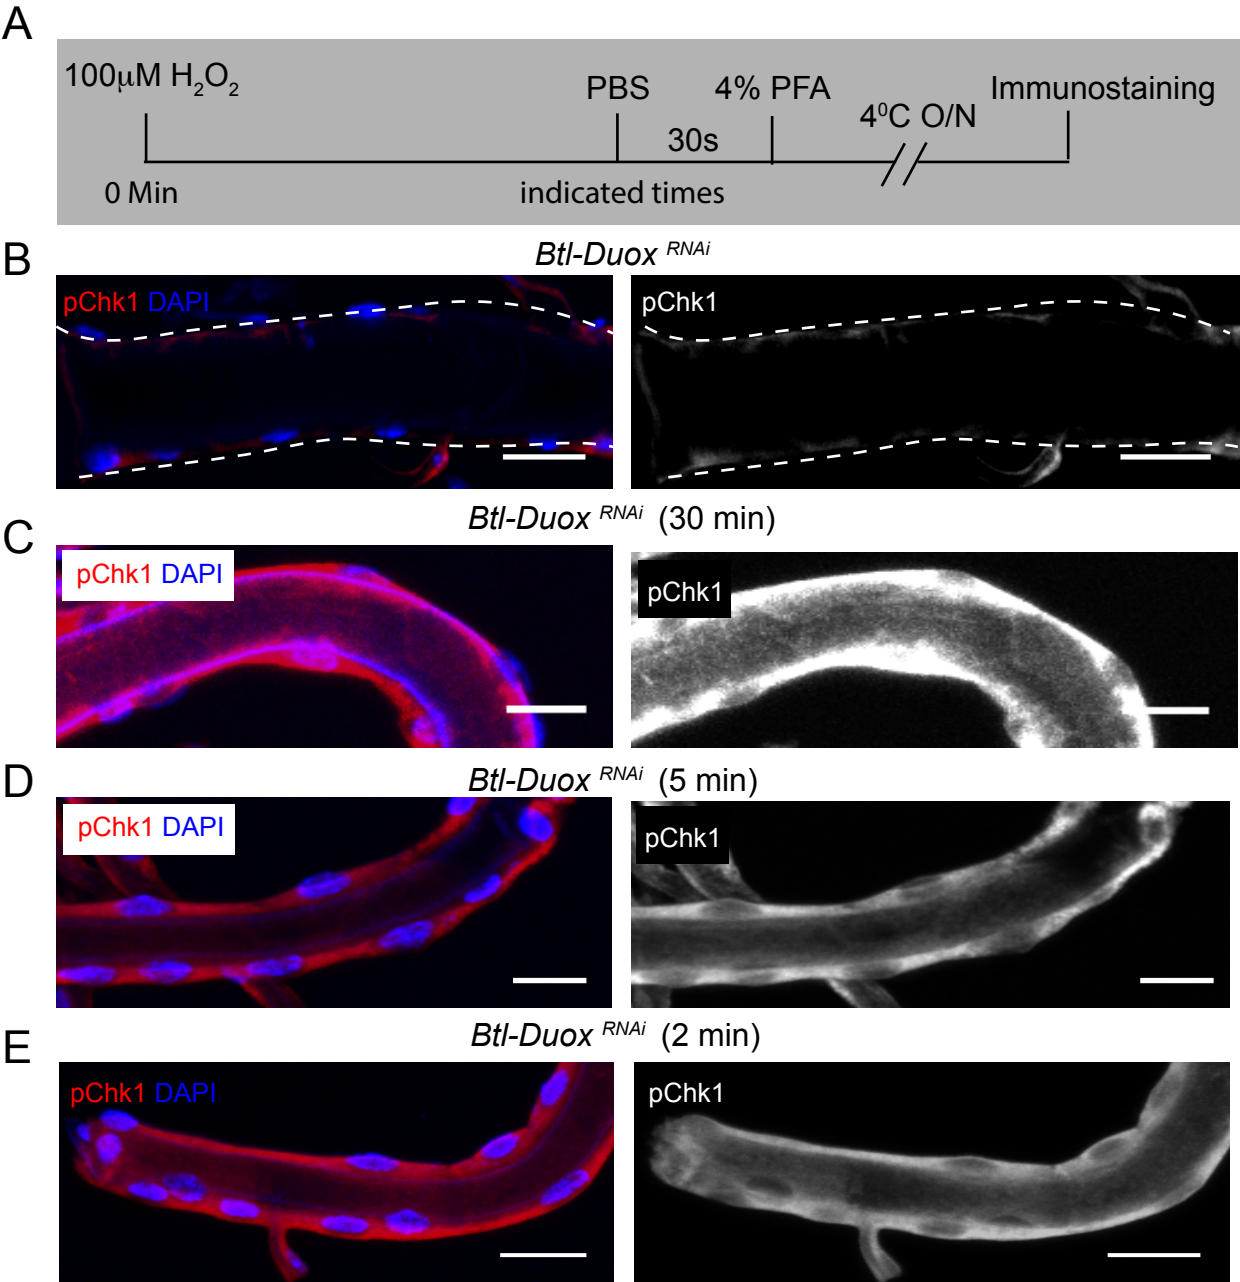 A
100µM H₂O₂
PBS
4% PFA
Immunostaining
4⁰C O/N
30s
0 Min
indicated times
B
Btl-Duox RNAi
pChk1 DAPI
pChk1
Btl-Duox RNAi (30 min)
C
pChk1 DAPI
pChk1
D
Btl-Duox RNAi (5 min)
pChk1 DAPI
pChk1
E
Btl-Duox RNAi (2 min)
pChk1 DAPI
pChk1